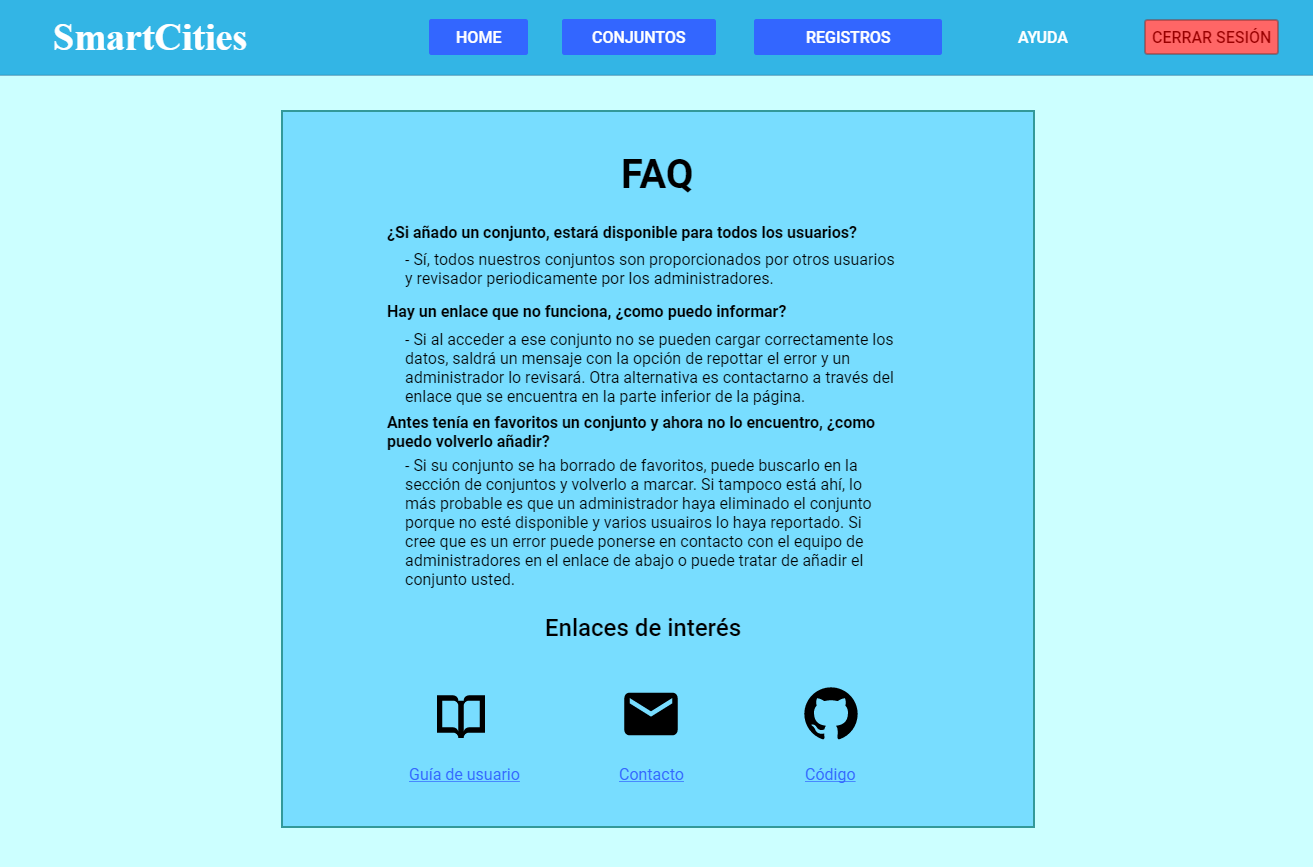 SmartCities
HOME
CONJUNTOS
REGISTROS
AYUDA
CERRAR SESIÓN
FAQ
¿Si añado un conjunto, estará disponible para todos los usuarios?
- Sí, todos nuestros conjuntos son proporcionados por otros usuarios
y revisador periodicamente por los administradores.
Hay un enlace que no funciona, ¿como puedo informar?
- Si al acceder a ese conjunto no se pueden cargar correctamente los
datos, saldrá un mensaje con la opción de repottar el error y un
administrador lo revisará. Otra alternativa es contactarno a través del
enlace que se encuentra en la parte inferior de la página.
Antes tenía en favoritos un conjunto y ahora no lo encuentro, ¿como
puedo volverlo añadir?
- Si su conjunto se ha borrado de favoritos, puede buscarlo en la
sección de conjuntos y volverlo a marcar. Si tampoco está ahí, lo
más probable es que un administrador haya eliminado el conjunto
porque no esté disponible y varios usuairos lo haya reportado. Si
cree que es un error puede ponerse en contacto con el equipo de
administradores en el enlace de abajo o puede tratar de añadir el
conjunto usted.
Enlaces de interés
Guía de usuario
Contacto
Código